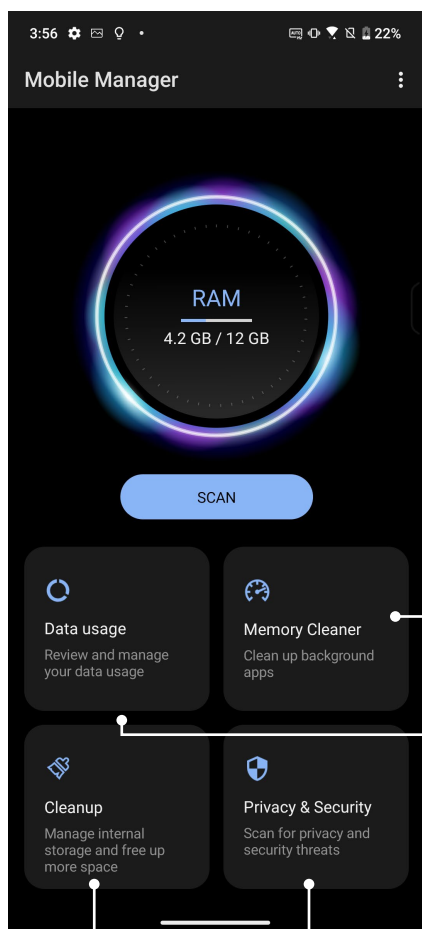 3:56 22%
Mobile Manager
RAM
4.2 GB / 12 GB
SCAN
Data usage
Review and manage
your data usage
Memory Cleaner
Clean up background
apps
Cleanup
Manage internal
storage and free up
more space
Privacy & Security
Scan for privacy and
security threats